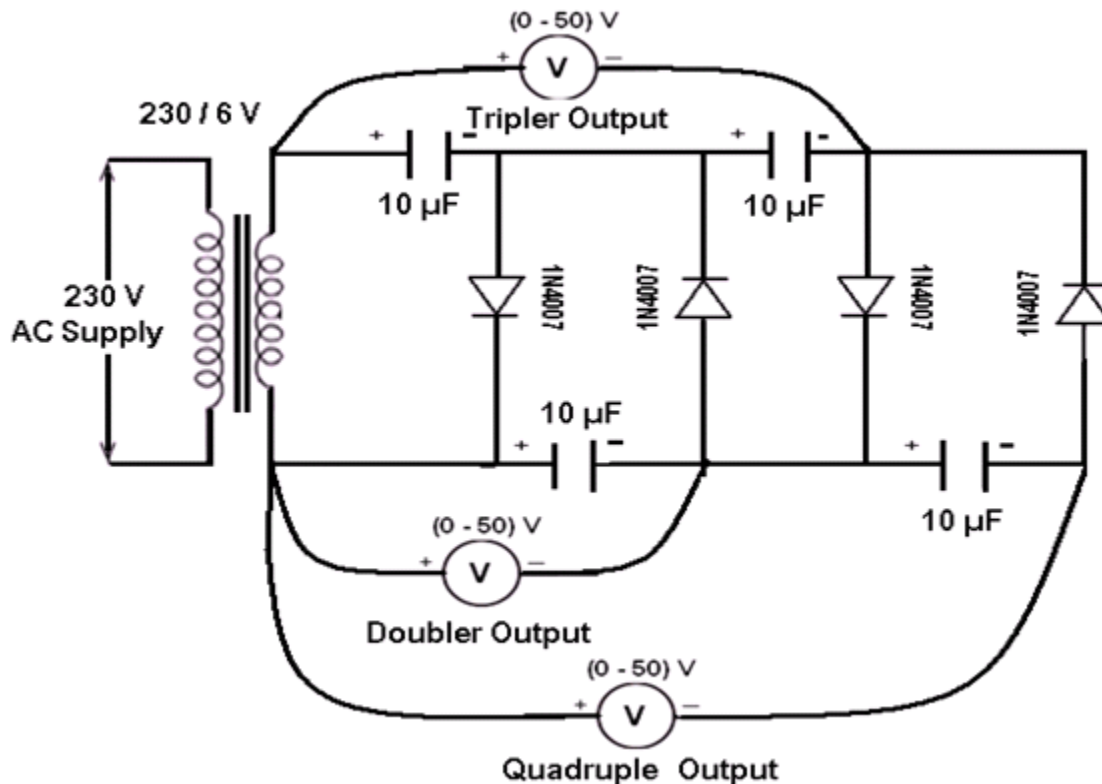 (0 - 50) V
+ V –
230 / 6 V
Tripler Output
+ - + -
10 µF 10 µF
1N4007 1N4007 1N4007 1N4007
230 V
AC Supply
10 µF
+ - + -
10 µF
(0 - 50) V
+ V –
Doubler Output
(0 - 50) V
+ V –
Quadruple Output